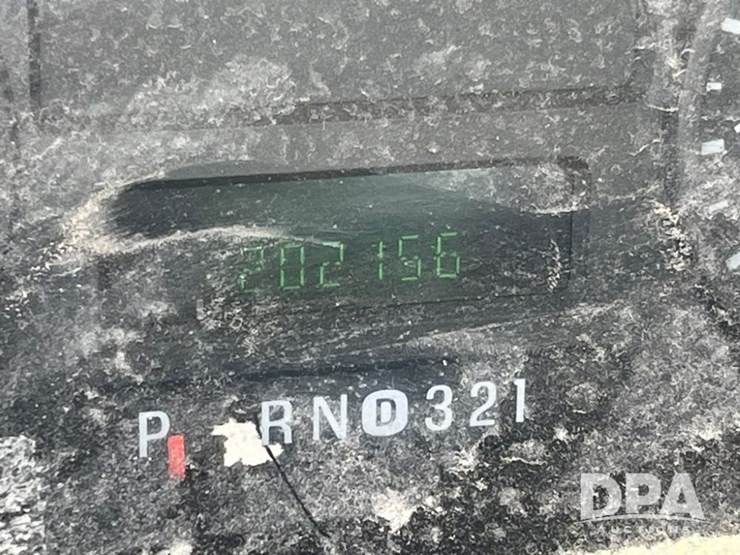 202156
P RND321
DPA
AUCTIONS